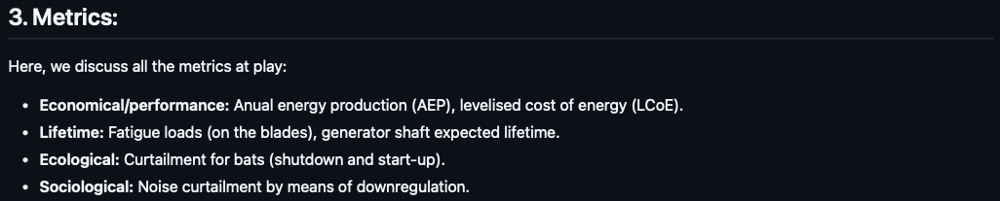 3. Metrics:
Here, we discuss all the metrics at play:
• Economical/performance: Anual energy production (AEP), levelised cost of energy (LCoE).
• Lifetime: Fatigue loads (on the blades), generator shaft expected lifetime.
• Ecological: Curtailment for bats (shutdown and start-up).
• Sociological: Noise curtailment by means of downregulation.